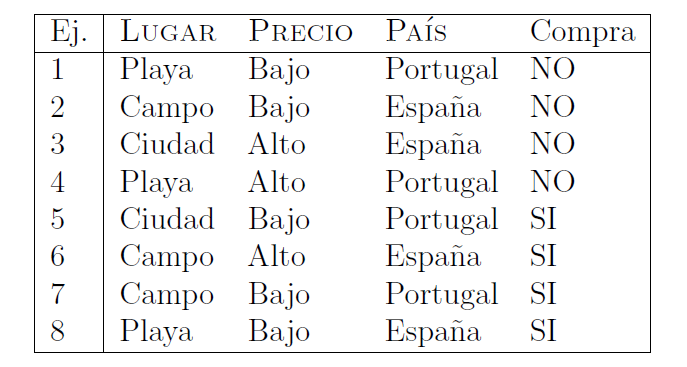 Ej. LUGAR PRECIO PAÍS Compra
1 Playa Bajo Portugal NO
2 Campo Bajo España NO
3 Ciudad Alto España NO
4 Playa Alto Portugal NO
5 Ciudad Bajo Portugal SI
6 Campo Alto España SI
7 Campo Bajo Portugal SI
8 Playa Bajo España SI